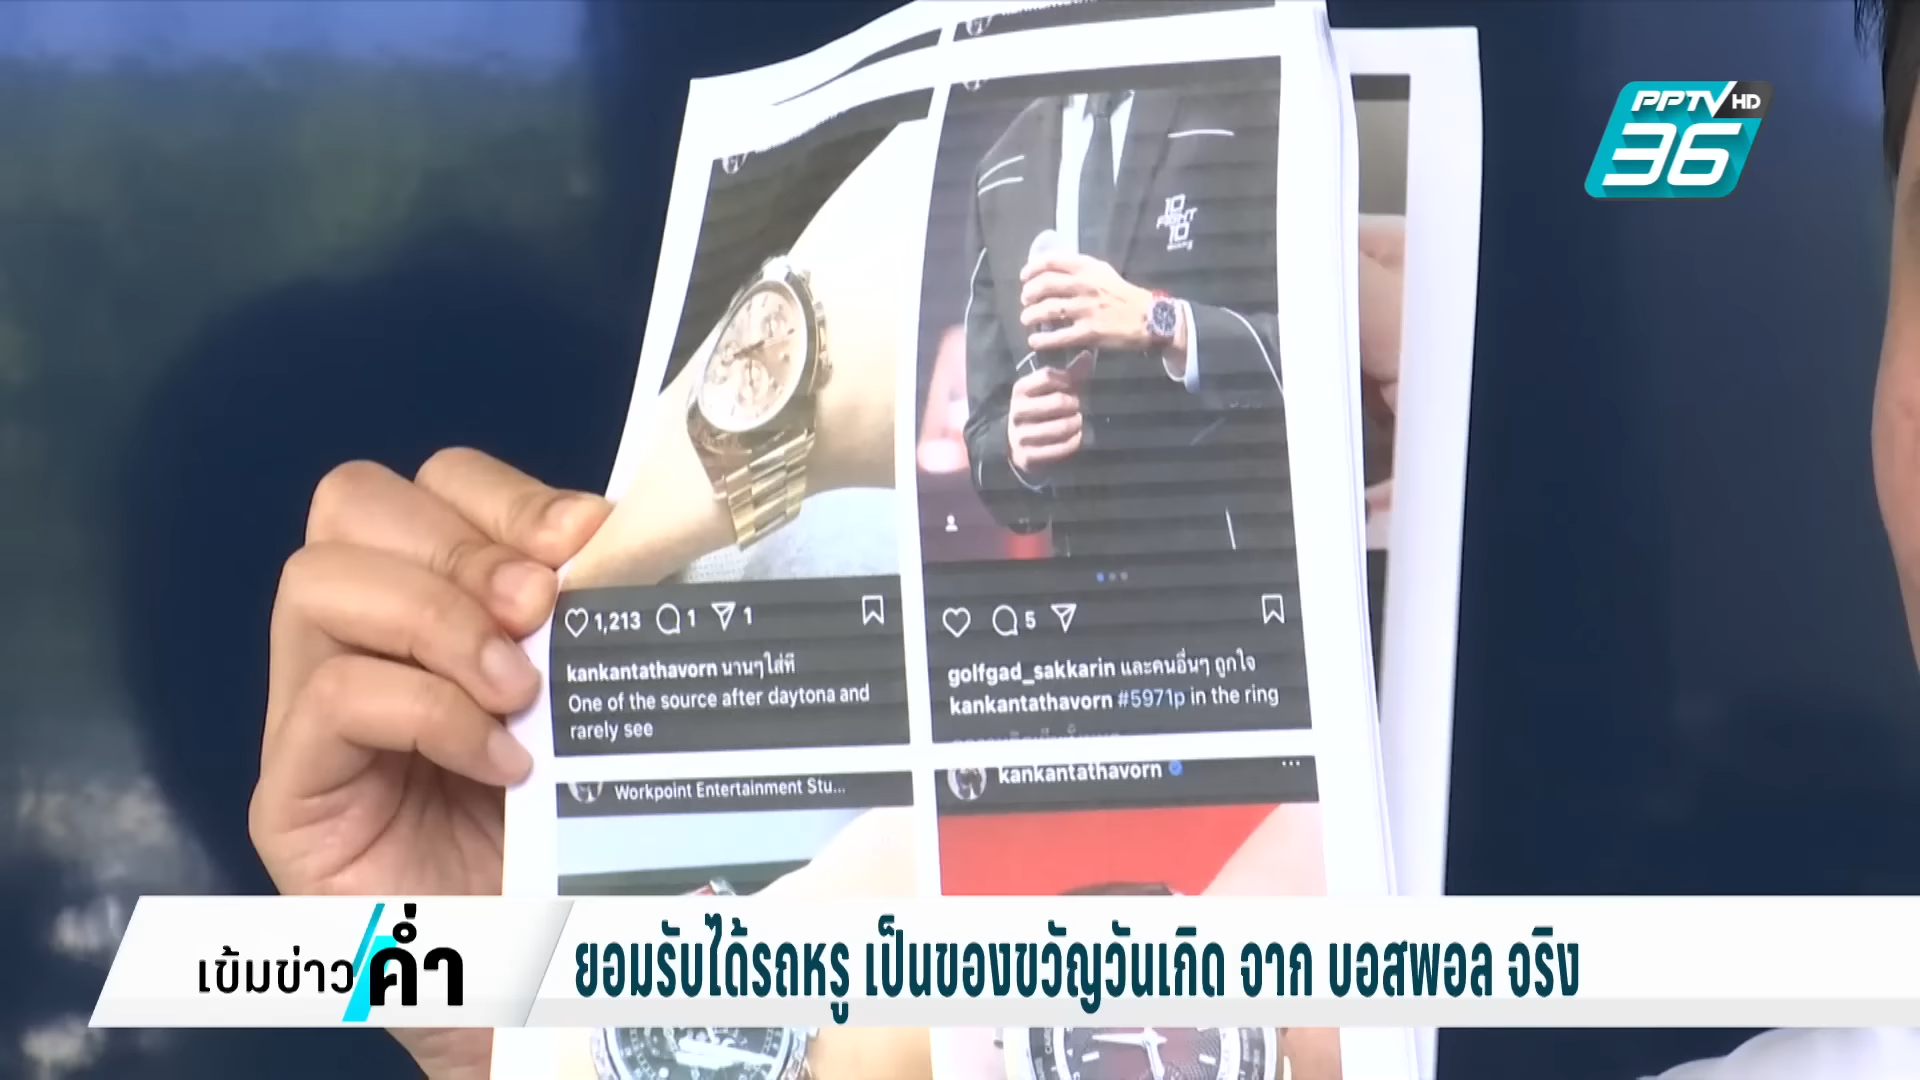 PPTV HD
36
10
FIGHT
10
1,213 1 1
kankantathavorn นานๆใส่ที
One of the source after daytona and
rarely see
5
golfgad_sakkarin และคนอื่นๆ ถูกใจ
kankantathavorn #5971p in the ring
Workpoint Entertainment Stu...
kankantathavorn
เข้มข่าวค่ำ
ยอมรับได้รถหรู เป็นของขวัญวันเกิด จาก บอสพอล จริง